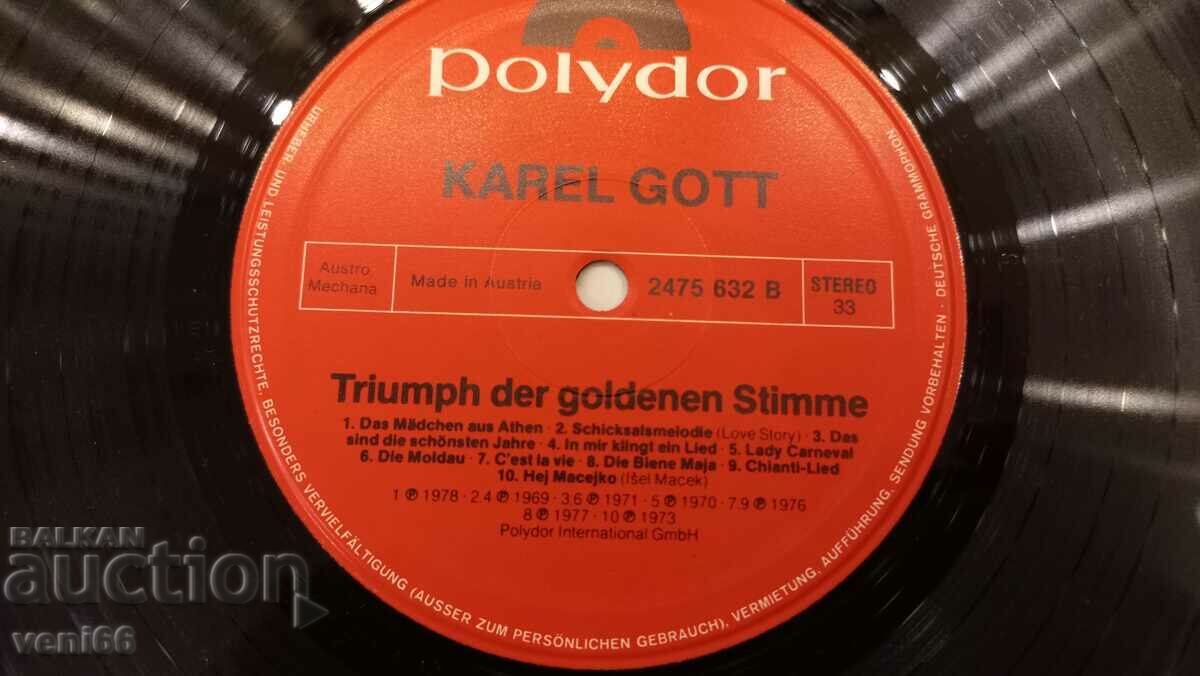 polydor
KAREL GOTT
Austro
Mechana
Made in Austria
2475 632 B
STEREO
33
Triumph der goldenen Stimme
1. Das Mädchen aus Athen · 2. Schicksalsmelodie (Love Story) · 3. Das
sind die schönsten Jahre · 4. In mir klingt ein Lied · 5. Lady Carneval
6. Die Moldau · 7. C'est la vie · 8. Die Biene Maja · 9. Chianti-Lied
10. Hej Macejko (Išel Macek)
1 ℗ 1978 · 2.4 ℗ 1969 · 3.6 ℗ 1971 · 5 ℗ 1970 · 7.9 ℗ 1976
8 ℗ 1977 · 10 ℗ 1973
Polydor International GmbH
URHEBER- UND LEISTUNGSSCHUTZRECHTE, BESONDERS VERVIELFÄLTIGUNG (AUSSER ZUM PERSÖNLICHEN GEBRAUCH), VERMIETUNG, AUFFÜHRUNG, SENDUNG VORBEHALTEN · DEUTSCHE GRAMMOPHON
BALKAN
auction
veni66